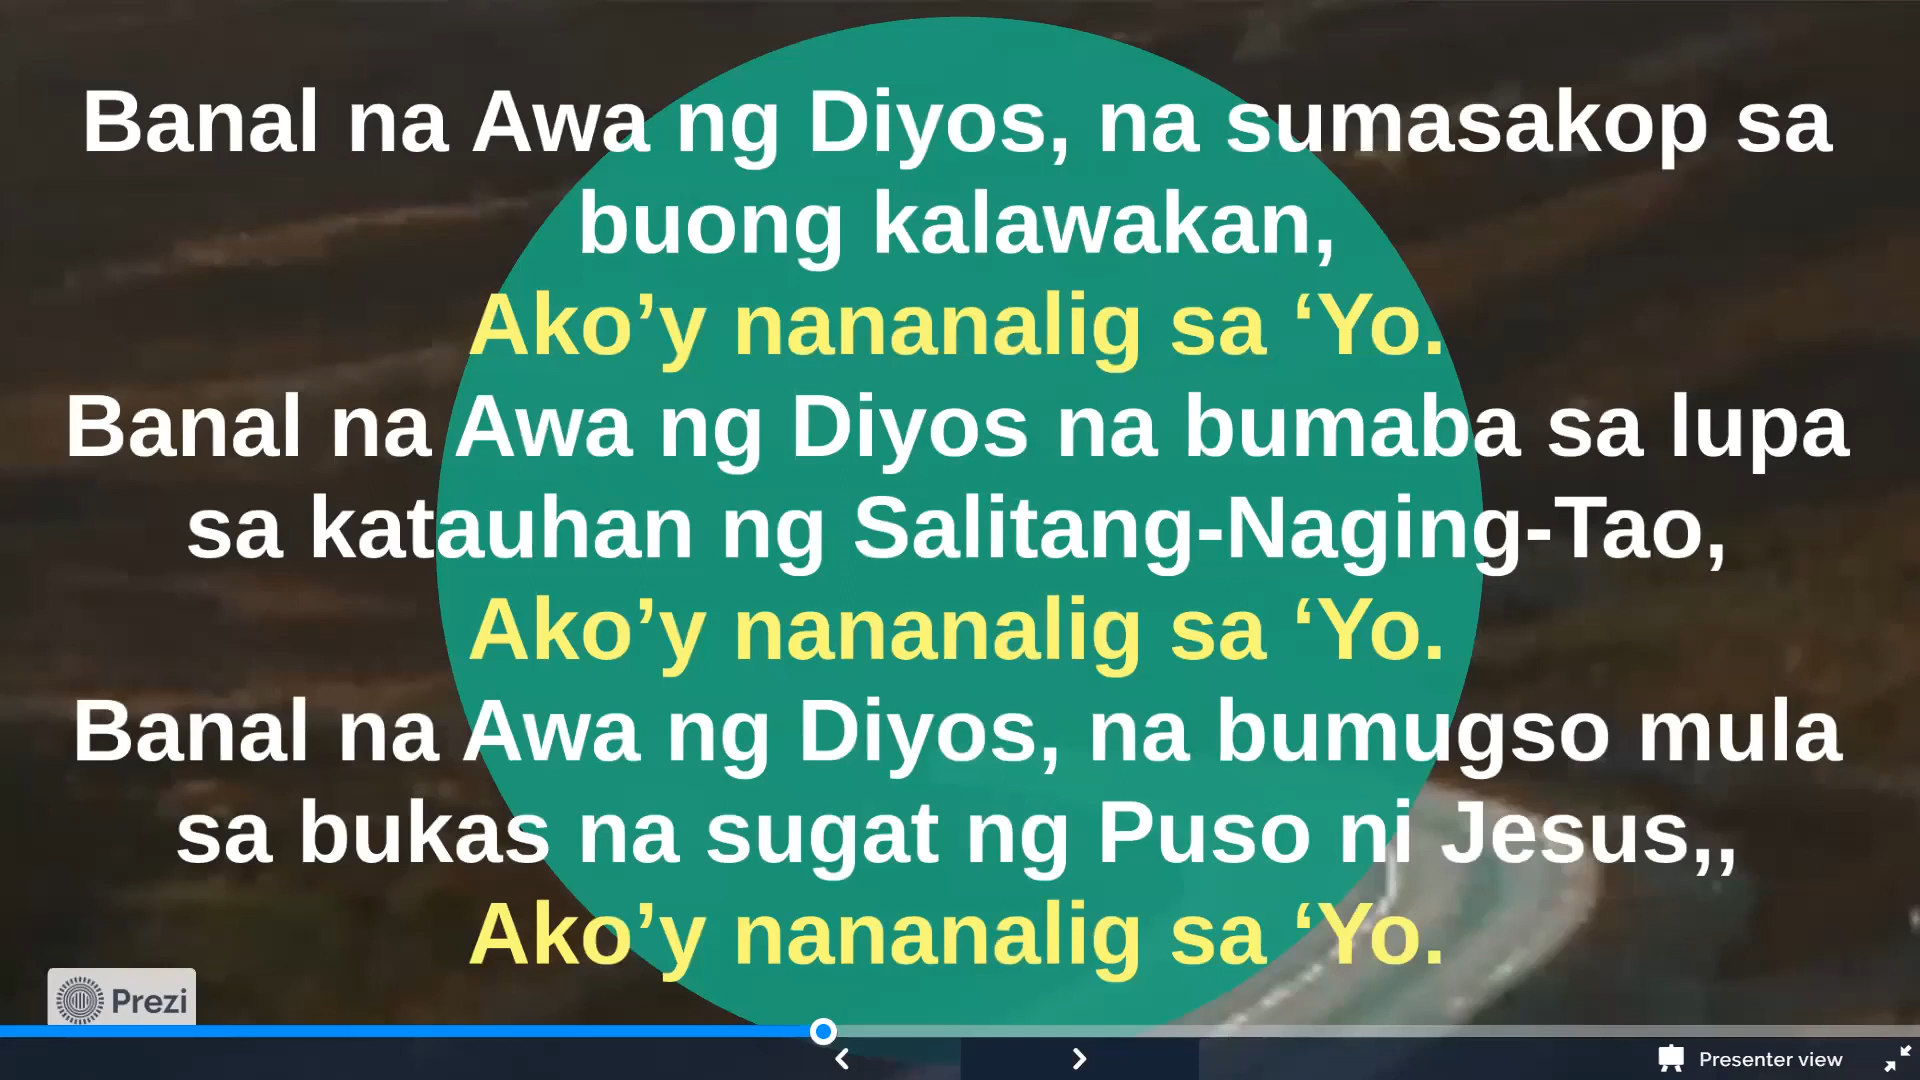 Banal na Awa ng Diyos, na sumasakop sa
buong kalawakan,
Ako’y nananalig sa ‘Yo.
Banal na Awa ng Diyos na bumaba sa lupa
sa katauhan ng Salitang-Naging-Tao,
Ako’y nananalig sa ‘Yo.
Banal na Awa ng Diyos, na bumugso mula
sa bukas na sugat ng Puso ni Jesus,,
Ako’y nananalig sa ‘Yo.
Prezi
Presenter view